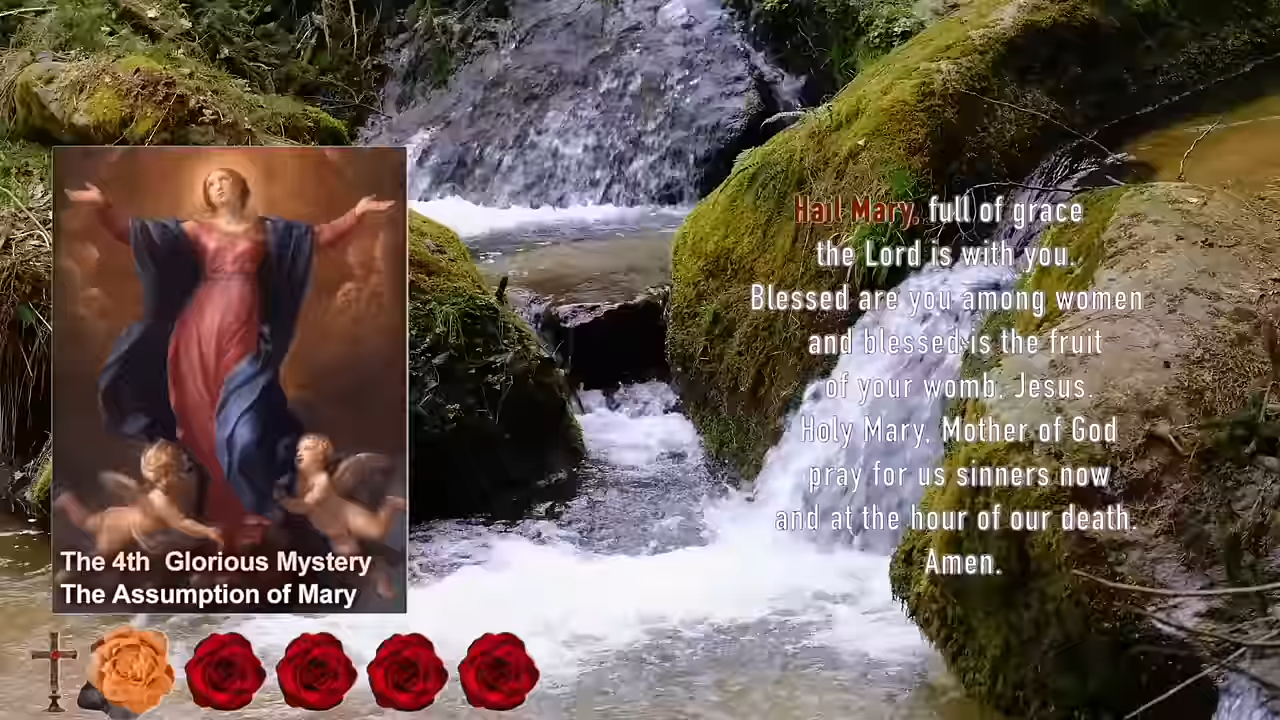 Hail Mary, full of grace
the Lord is with you.
Blessed are you among women
and blessed is the fruit
of your womb, Jesus.
Holy Mary, Mother of God
pray for us sinners now
and at the hour of our death.
Amen.
The 4th Glorious Mystery
The Assumption of Mary